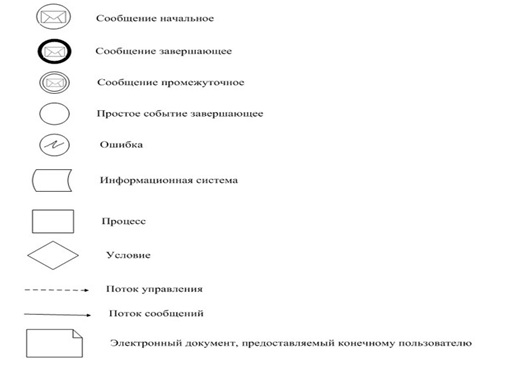 Сообщение начальное
Сообщение завершающее
Сообщение промежуточное
Простое событие завершающее
Ошибка
Информационная система
Процесс
Условие
Поток управления
Поток сообщений
Электронный документ, предоставляемый конечному пользователю